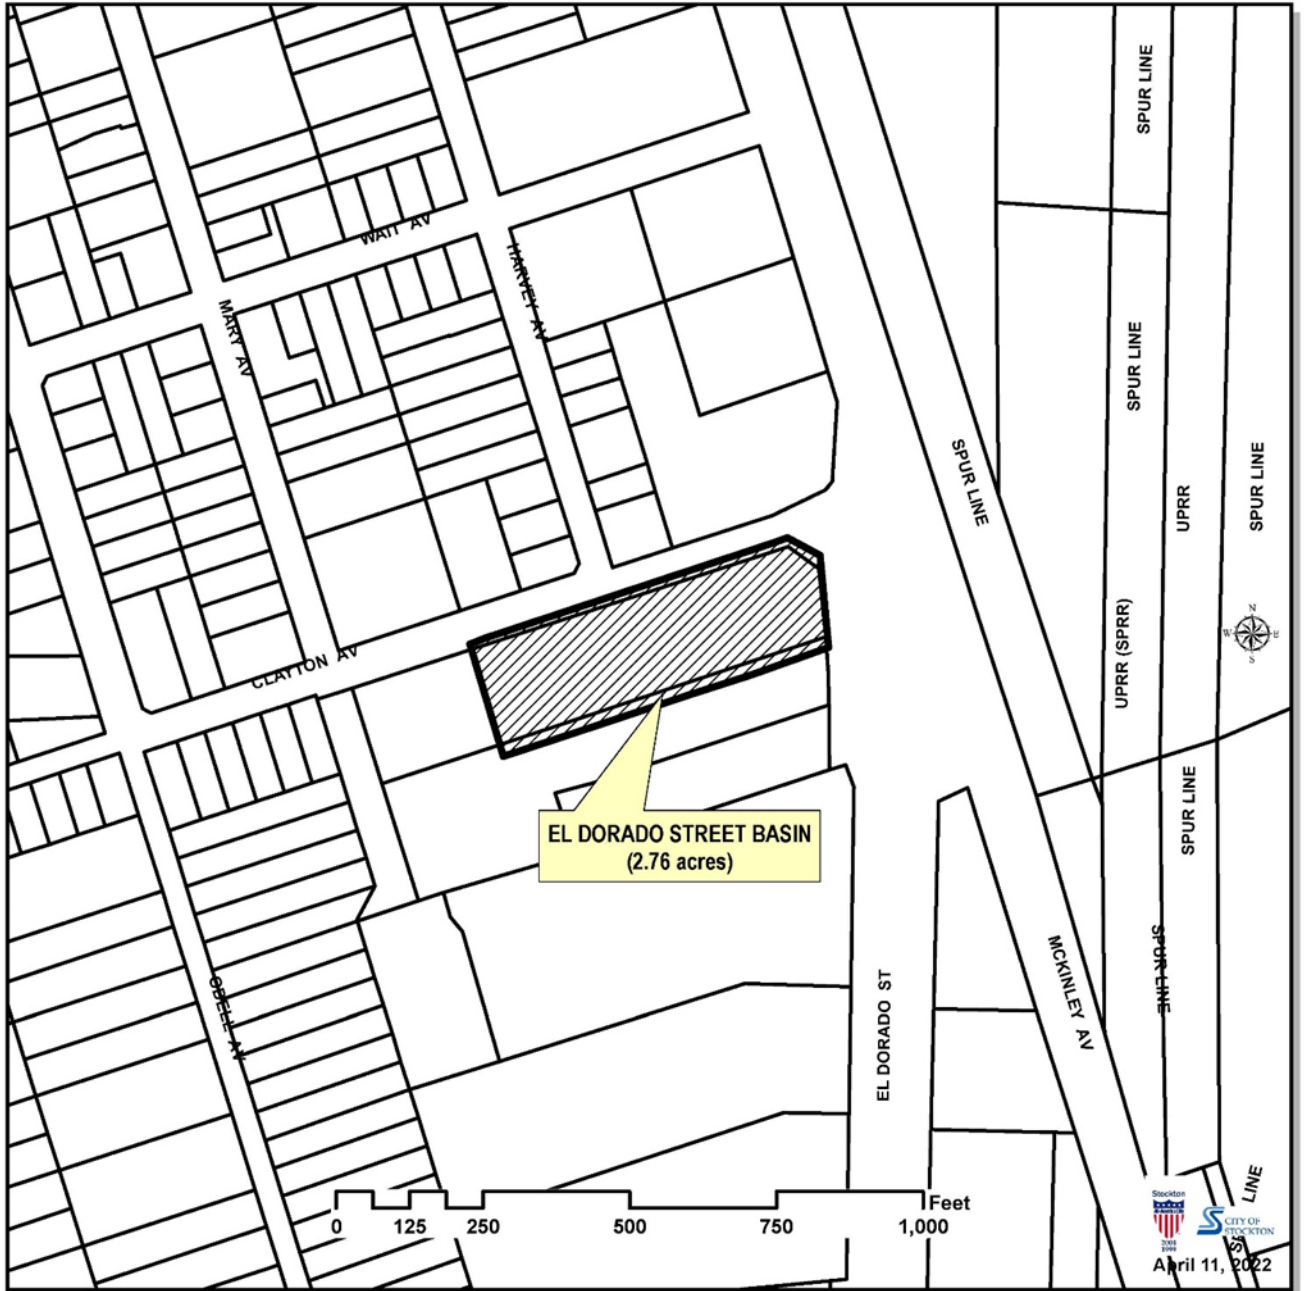 SPUR LINE
WAIT AV
HARVEY AV
MARY AV
SPUR LINE
SPUR LINE
SPUR LINE
UPRR
UPRR (SPRR)
N
W
E
S
CLAYTON AV
SPUR LINE
EL DORADO STREET BASIN
(2.76 acres)
SPUR LINE
ODELL AV
EL DORADO ST
MCKINLEY AV
LINE
Feet
0 125 250 500 750 1,000
Stockton
CITY OF
STOCKTON
April 11, 2022